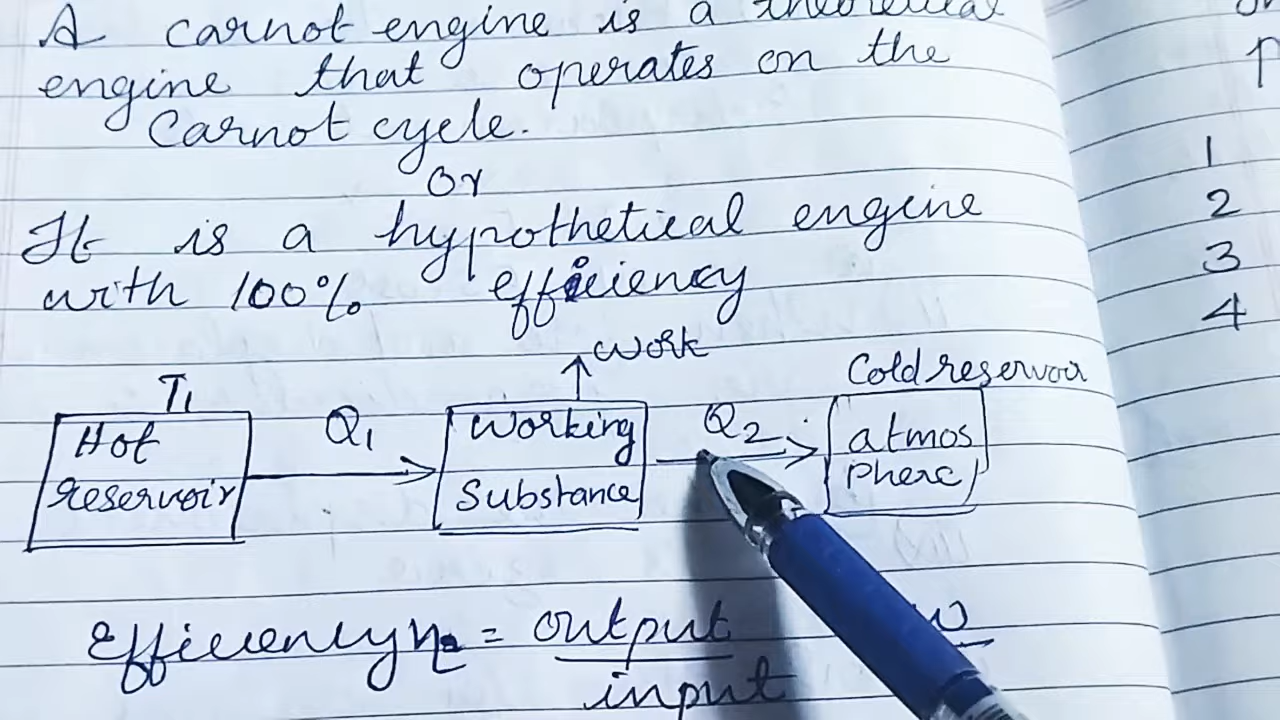 A carnot engine is a theoretical
engine that operates on the
Carnot cycle.
Or
It is a hypothetical engine
with 100% efficiency
work
Cold reservoir
T1
Q1
Q2
Hot
reservoir
Working
Substance
atmos
Phere
Efficiency η = output
input
w
1
2
3
4